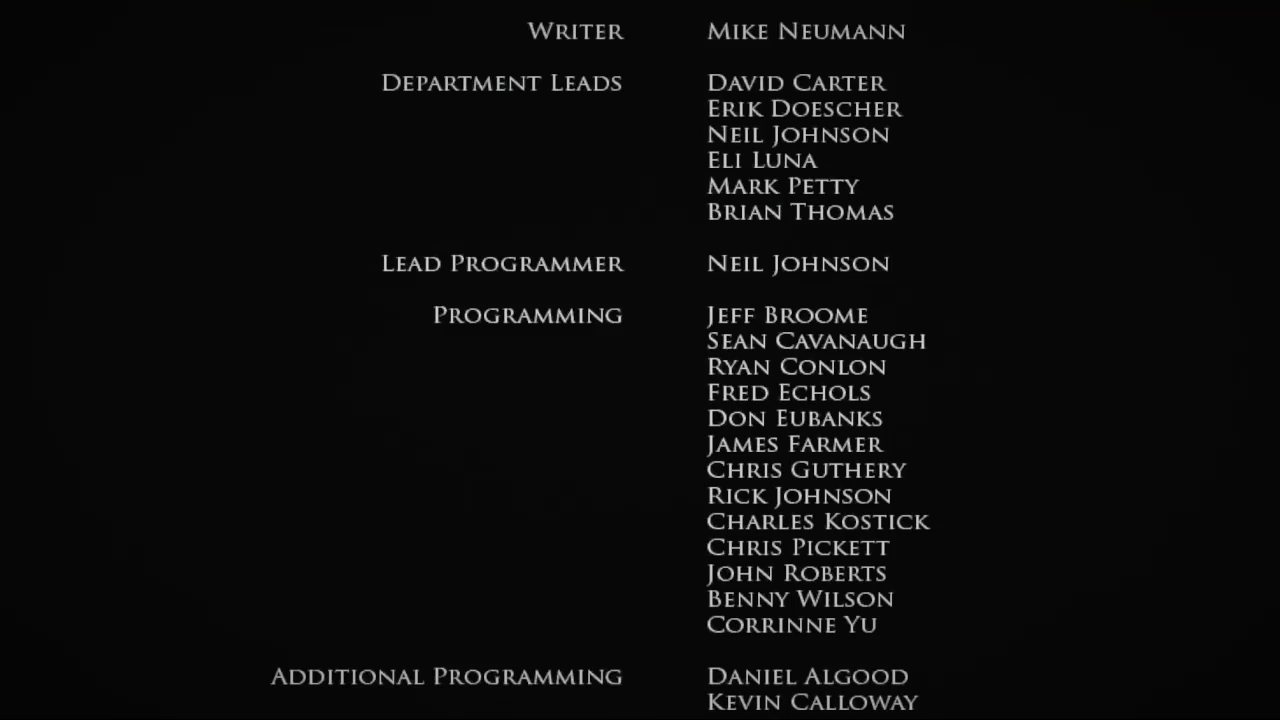 WRITER MIKE NEUMANN
DEPARTMENT LEADS DAVID CARTER
ERIK DOESCHER
NEIL JOHNSON
ELI LUNA
MARK PETTY
BRIAN THOMAS
LEAD PROGRAMMER NEIL JOHNSON
PROGRAMMING JEFF BROOME
SEAN CAVANAUGH
RYAN CONLON
FRED ECHOLS
DON EUBANKS
JAMES FARMER
CHRIS GUTHERY
RICK JOHNSON
CHARLES KOSTICK
CHRIS PICKETT
JOHN ROBERTS
BENNY WILSON
CORRINNE YU
ADDITIONAL PROGRAMMING DANIEL ALGOOD
KEVIN CALLOWAY